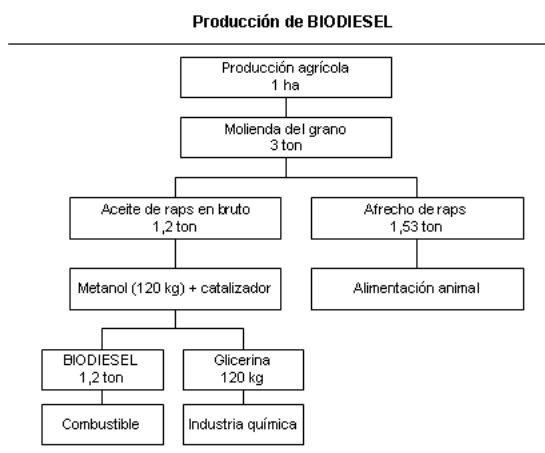 Producción de BIODIESEL
Producción agrícola
1 ha
Molienda del grano
3 ton
Aceite de raps en bruto
1,2 ton
Afrecho de raps
1,53 ton
Metanol (120 kg) + catalizador
Alimentación animal
BIODIESEL
1,2 ton
Glicerina
120 kg
Combustible
Industria química